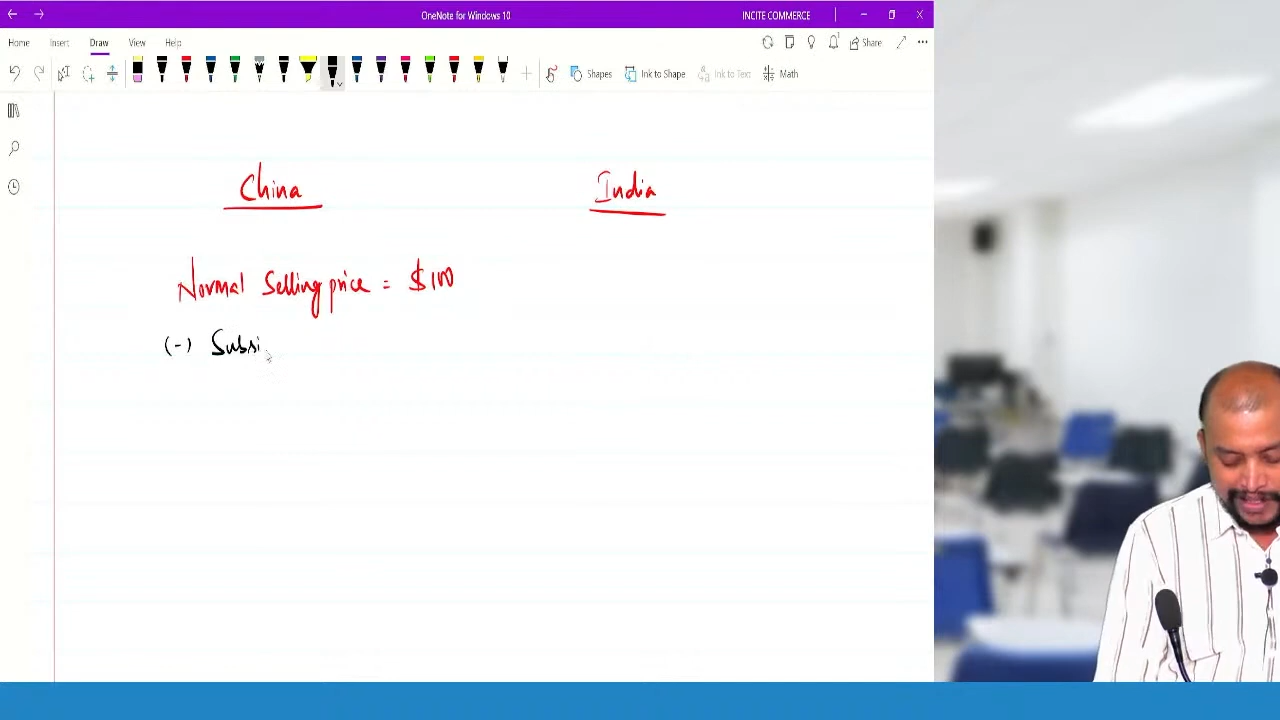 OneNote for Windows 10
INCITE COMMERCE
Home Insert Draw View Help
Share
Shapes Ink to Shape Ink to Text Math
China India
Normal Selling price = $100
(-) Subsi